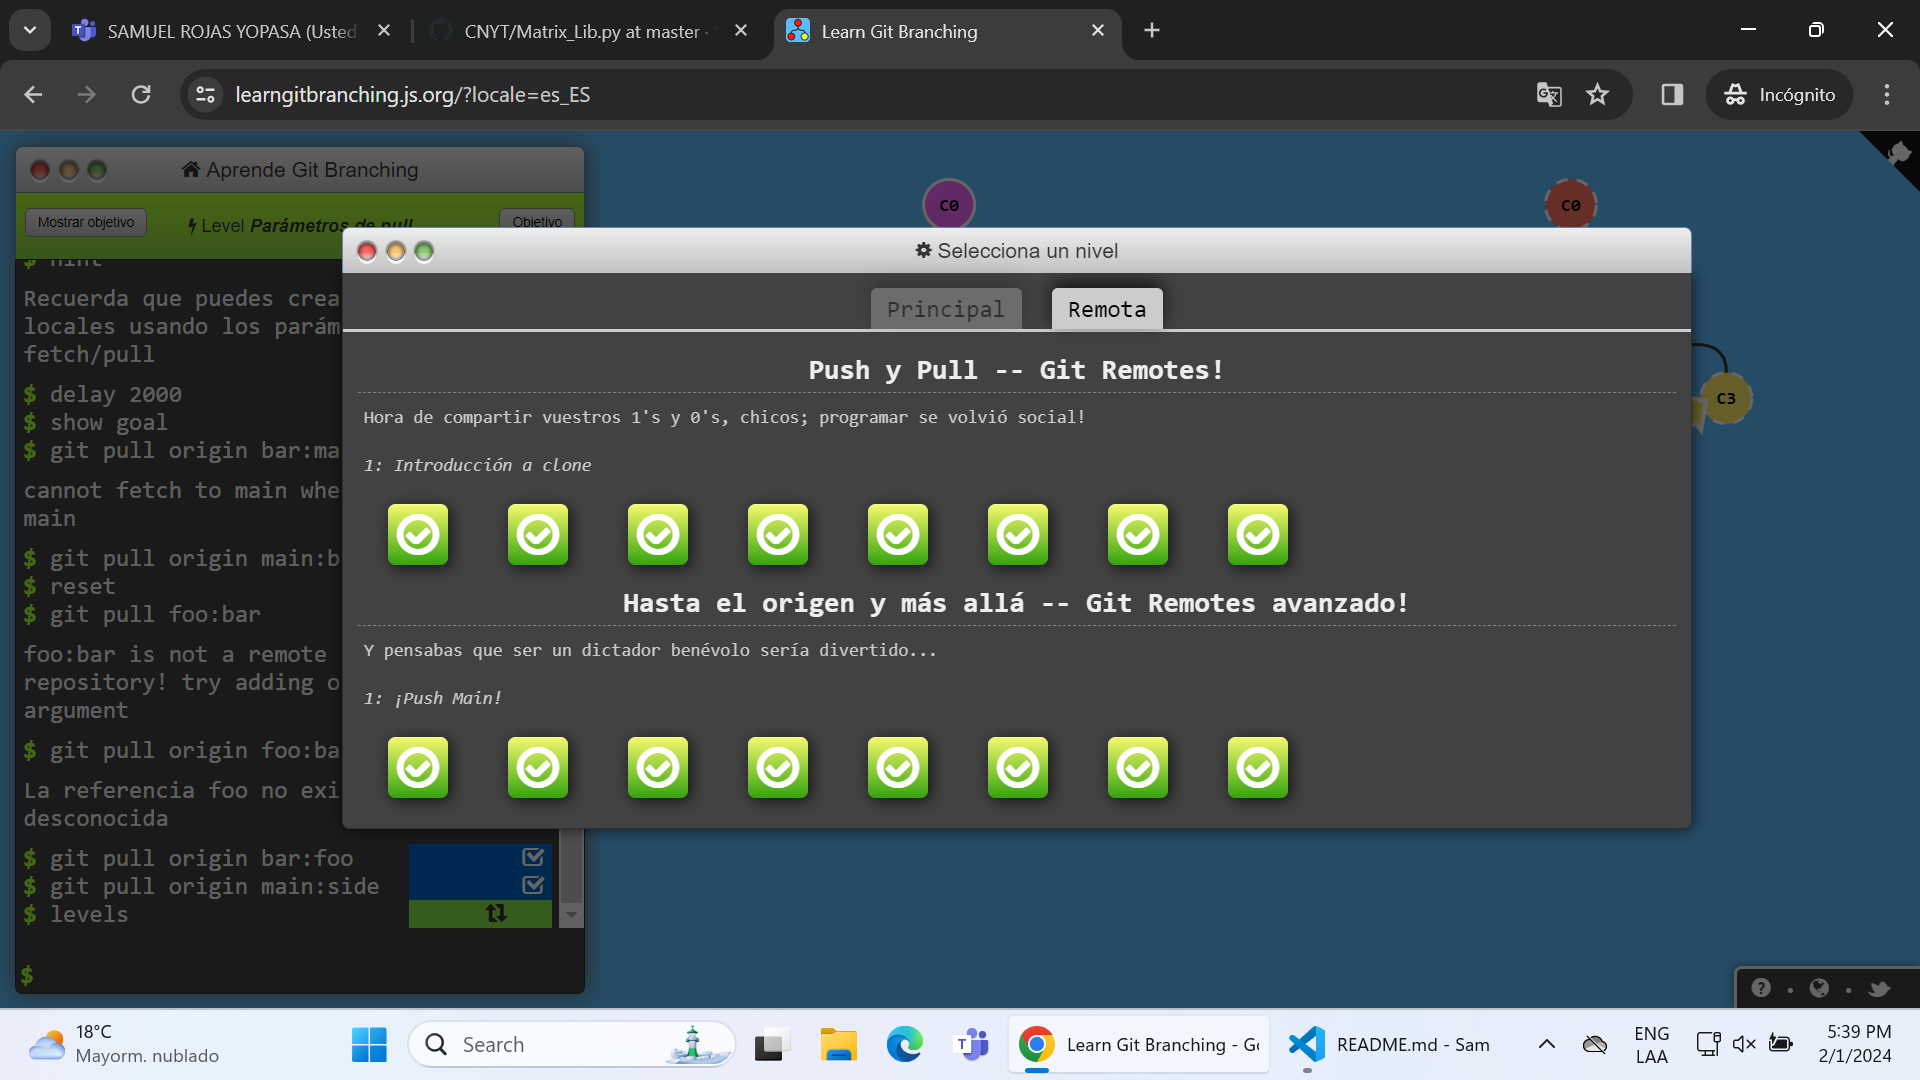 SAMUEL ROJAS YOPASA (Usted
CNYT/Matrix_Lib.py at master ·
Learn Git Branching
learngitbranching.js.org/?locale=es_ES
Incógnito
Aprende Git Branching
Mostrar objetivo
Level Parámetros de pull
Objetivo
C0
C0
C3
$ hint
Recuerda que puedes crea
locales usando los parám
fetch/pull
$ delay 2000
$ show goal
$ git pull origin bar:ma
cannot fetch to main whe
main
$ git pull origin main:b
$ reset
$ git pull foo:bar
foo:bar is not a remote
repository! try adding o
argument
$ git pull origin foo:ba
La referencia foo no exi
desconocida
$ git pull origin bar:foo
$ git pull origin main:side
$ levels
$
Selecciona un nivel
Principal
Remota
Push y Pull -- Git Remotes!
Hora de compartir vuestros 1's y 0's, chicos; programar se volvió social!
1: Introducción a clone
Hasta el origen y más allá -- Git Remotes avanzado!
Y pensabas que ser un dictador benévolo sería divertido...
1: ¡Push Main!
18°C
Mayorm. nublado
Search
Learn Git Branching - Go
README.md - Sam
ENG
LAA
5:39 PM
2/1/2024